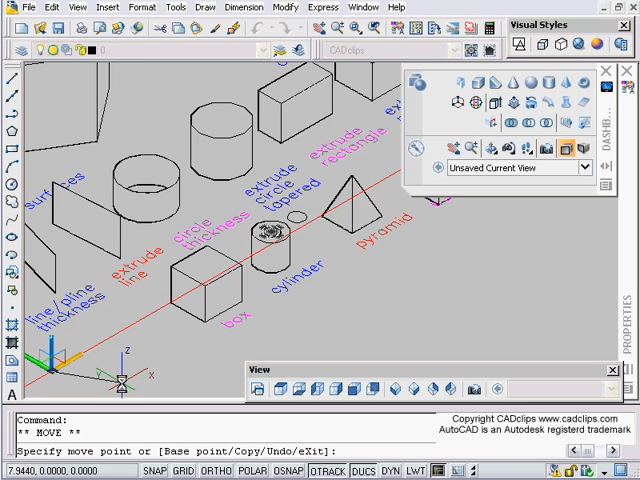 File Edit View Insert Format Tools Draw Dimension Modify Express Window Help
Visual Styles
0
CADclips
DASHB
Unsaved Current View
PROPERTIES
surfaces
extrude
rectangle
extrude
circle
tapered
circle
thickness
extrude
line
line/pline
thickness
pyramid
cylinder
box
Z
Y
X
View
Command:
** MOVE **
Specify move point or [Base point/Copy/Undo/eXit]:
Copyright CADclips www.cadclips.com
AutoCAD is an Autodesk registerd trademark
7.9440, 0.0000, 0.0000 SNAP GRID ORTHO POLAR OSNAP OTRACK DUCS DYN LWT